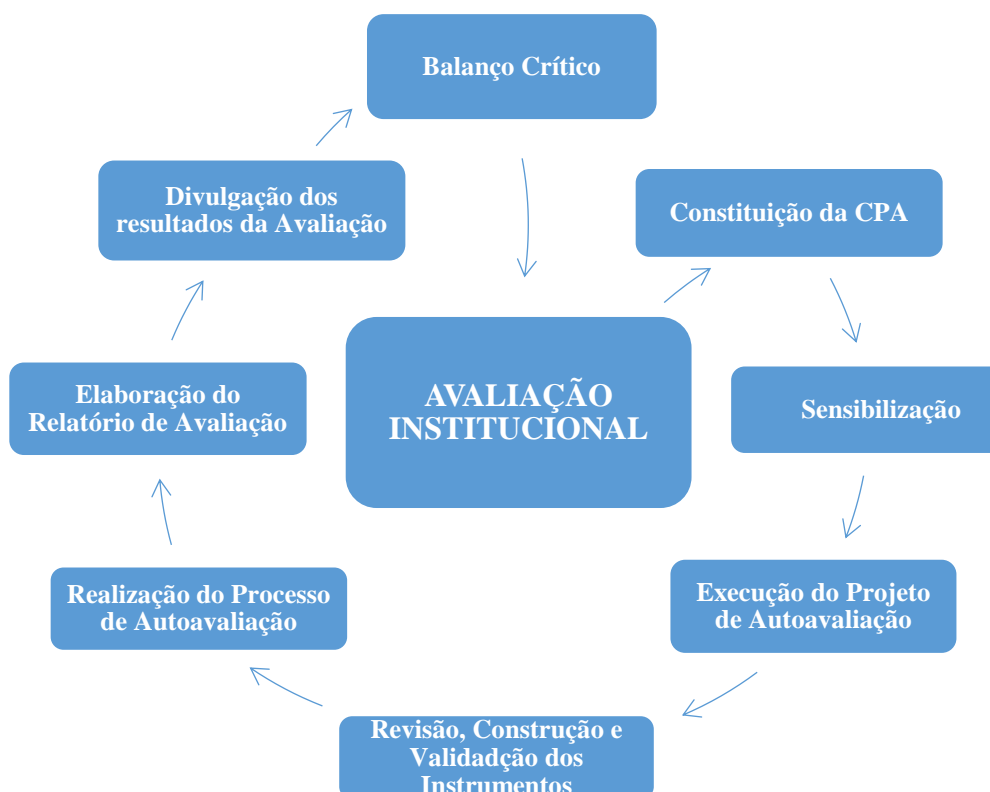 Balanço Crítico
Constituição da CPA
Sensibilização
Execução do Projeto
de Autoavaliação
Revisão, Construção e
Validadção dos
Instrumentos
Realização do Processo
de Autoavaliação
Elaboração do
Relatório de Avaliação
Divulgação dos
resultados da Avaliação
AVALIAÇÃO
INSTITUCIONAL